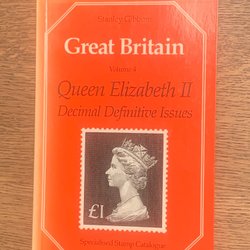 Stanley Gibbons
Great Britain
Volume 4
Queen Elizabeth II
Decimal Definitive Issues
£1
Specialised Stamp Catalogue